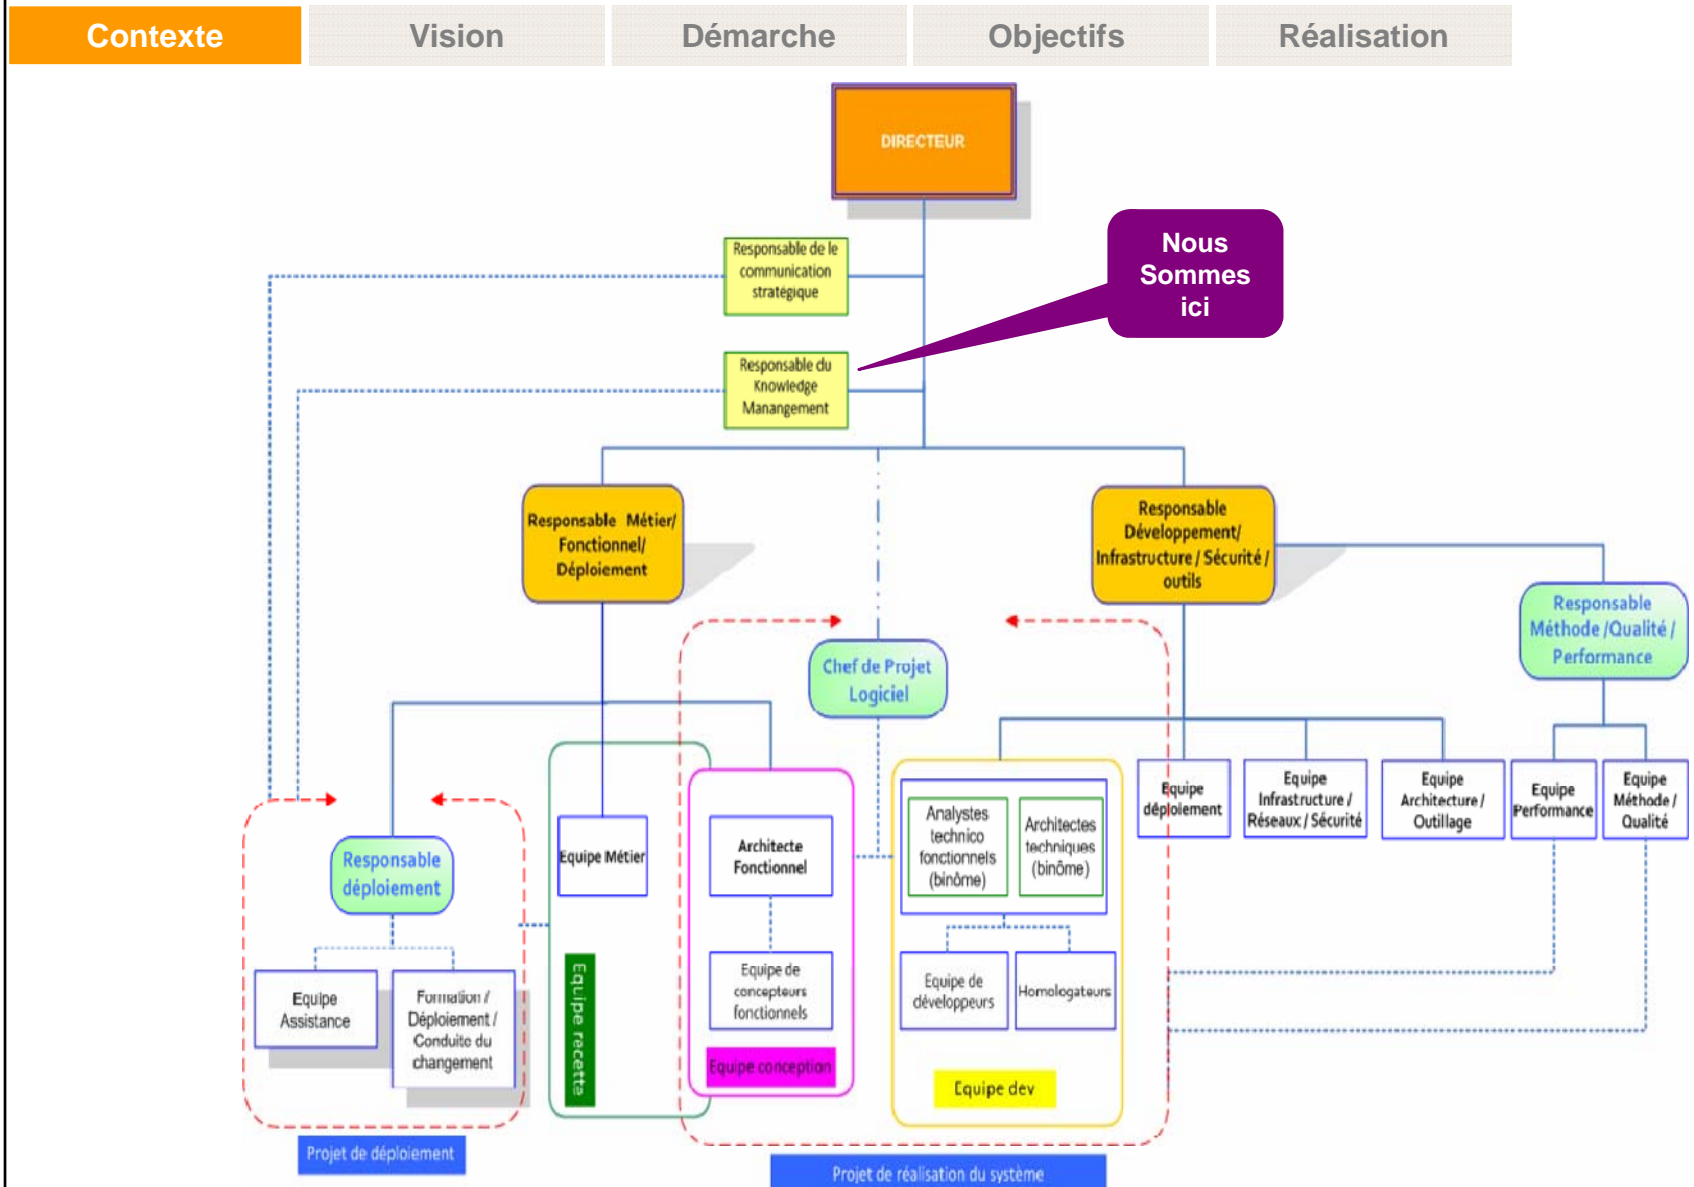 Contexte
Vision
Démarche
Objectifs
Réalisation
DIRECTEUR
Responsable de le
communication
stratégique
Nous
Sommes
ici
Responsable du
Knowledge
Manangement
Responsable Métier/
Fonctionnel/
Déploiement
Responsable
Développement/
Infrastructure / Sécurité /
outils
Responsable
Méthode /Qualité /
Performance
Chef de Projet
Logiciel
Responsable
déploiement
Equipe Métier
Architecte
Fonctionnel
Analystes
technico
fonctionnels
(binôme)
Architectes
techniques
(binôme)
Equipe
déploiement
Equipe
Infrastructure /
Réseaux / Sécurité
Equipe
Architecture /
Outillage
Equipe
Performance
Equipe
Méthode /
Qualité
Equipe
Assistance
Formation /
Déploiement /
Conduite du
changement
Equipe recette
Equipe de
concepteurs
fonctionnels
Equipe conception
Equipe de
développeurs
Homologateurs
Equipe dev
Projet de déploiement
Projet de réalisation du système